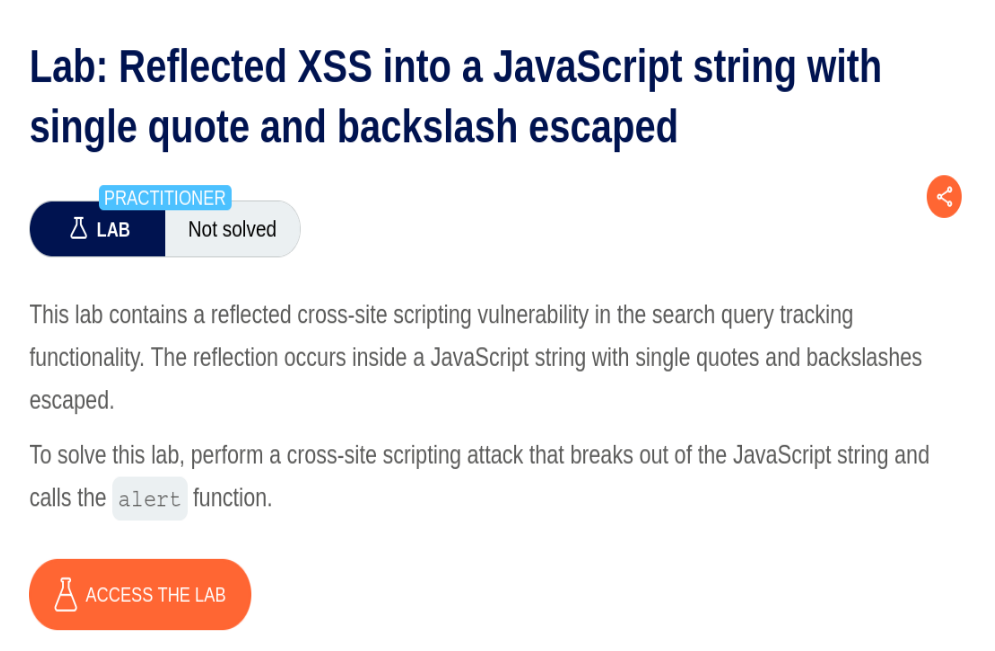 Lab: Reflected XSS into a JavaScript string with
single quote and backslash escaped
PRACTITIONER
LAB Not solved
This lab contains a reflected cross-site scripting vulnerability in the search query tracking
functionality. The reflection occurs inside a JavaScript string with single quotes and backslashes
escaped.
To solve this lab, perform a cross-site scripting attack that breaks out of the JavaScript string and
calls the alert function.
ACCESS THE LAB